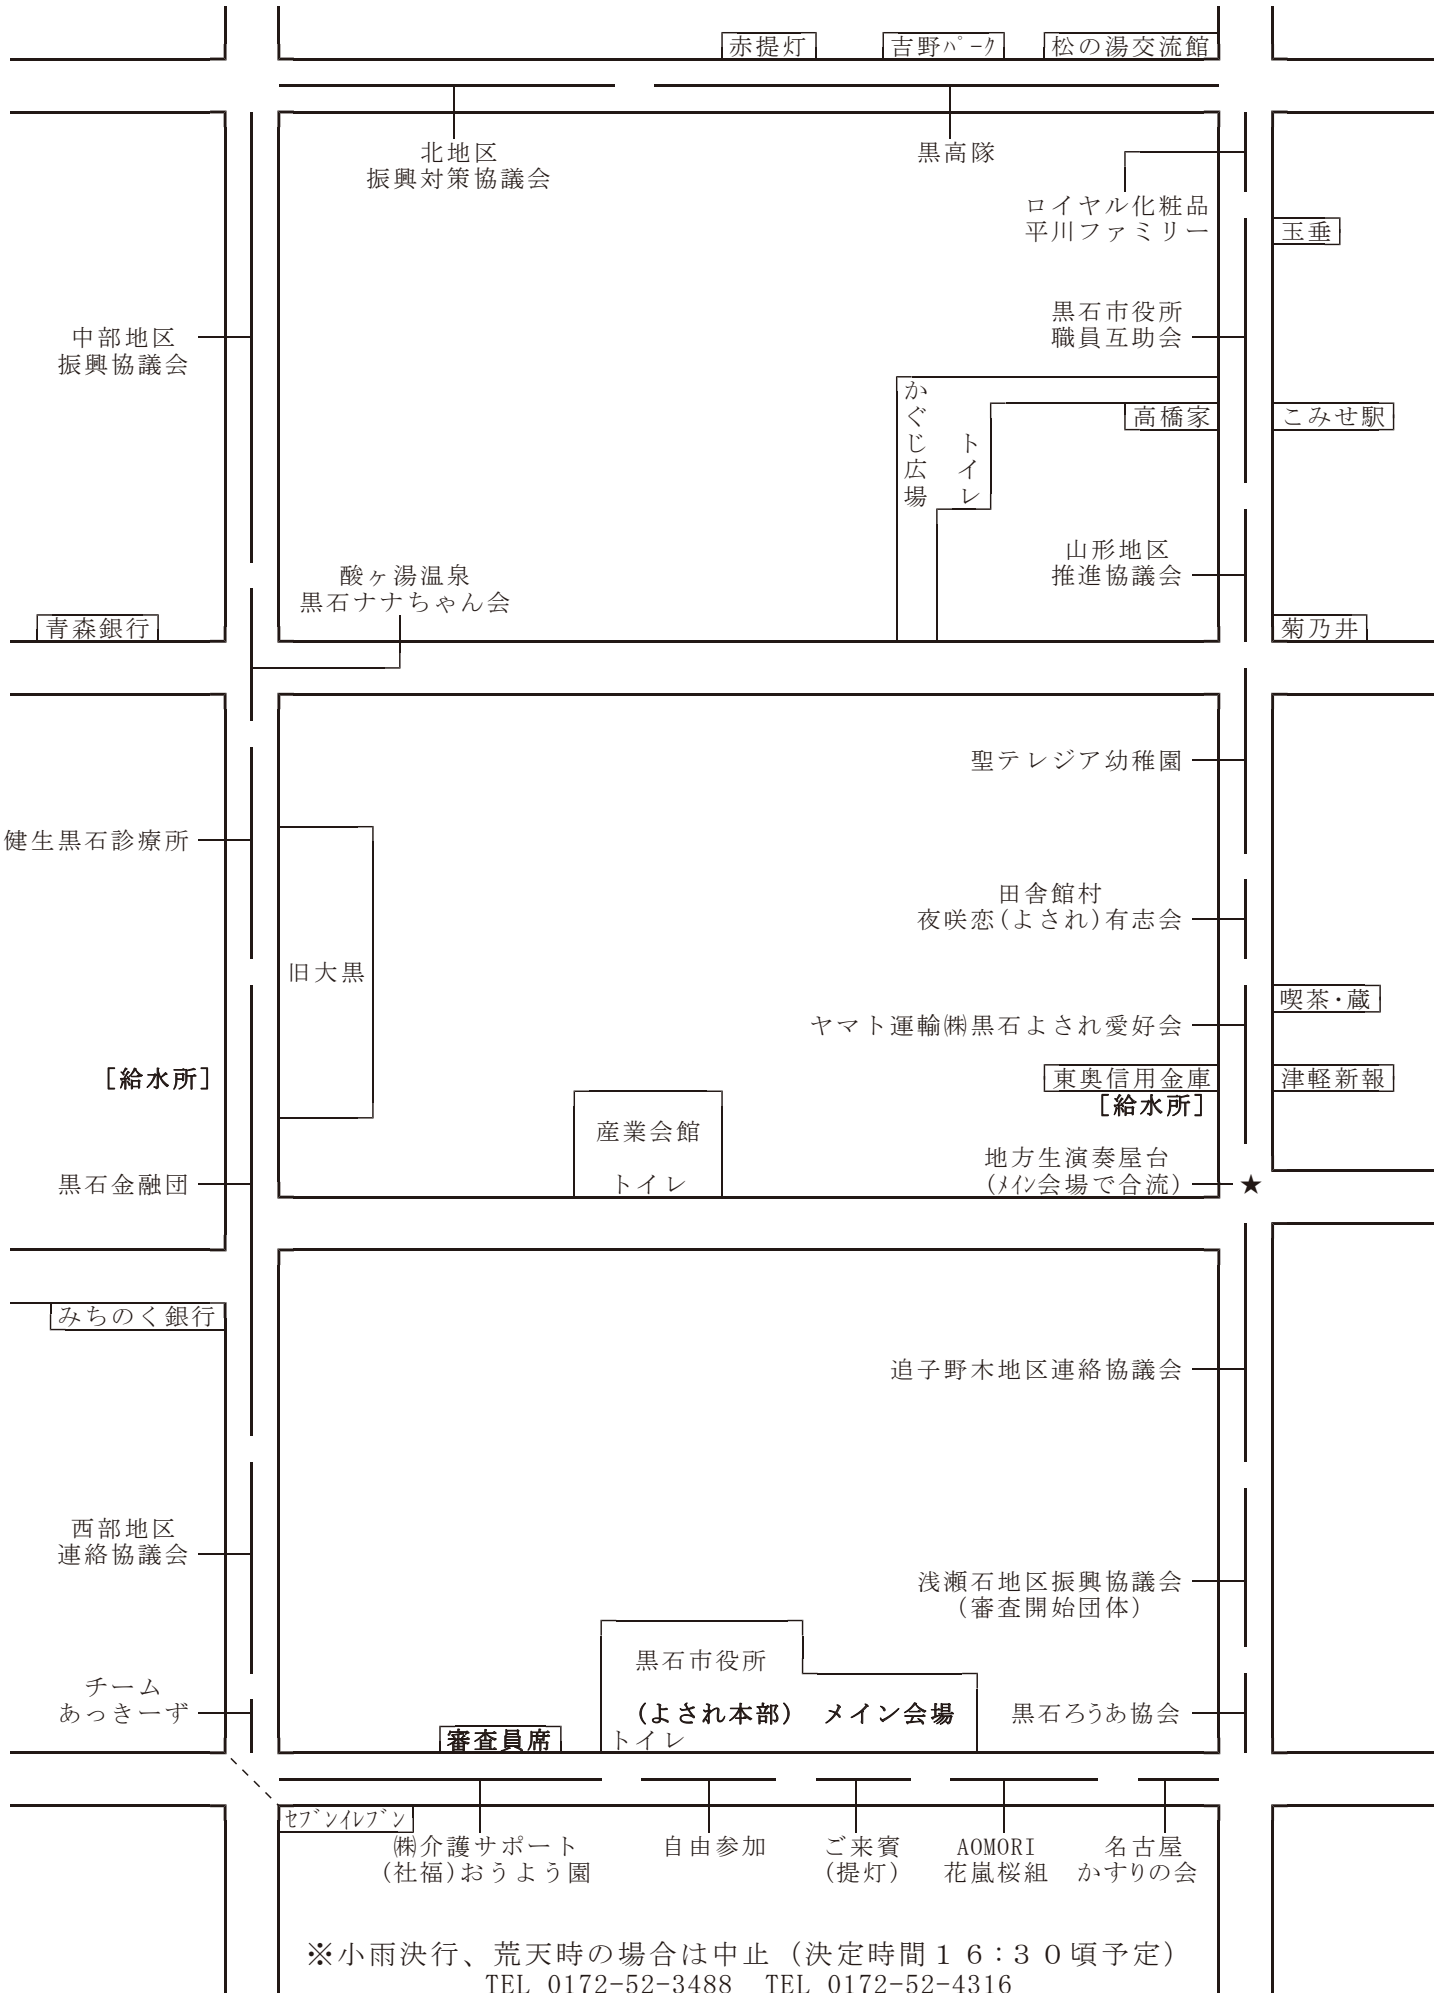 赤提灯
吉野ﾊﾟｰｸ
松の湯交流館
北地区
振興対策協議会
黒高隊
ロイヤル化粧品
平川ファミリー
玉垂
黒石市役所
職員互助会
中部地区
振興協議会
かぐじ広場
トイレ
高橋家
こみせ駅
山形地区
推進協議会
酸ヶ湯温泉
黒石ナナちゃん会
青森銀行
菊乃井
聖テレジア幼稚園
健生黒石診療所
田舎館村
夜咲恋(よされ)有志会
旧大黒
喫茶・蔵
ヤマト運輸㈱黒石よされ愛好会
[給水所]
東奥信用金庫
津軽新報
[給水所]
産業会館
トイレ
地方生演奏屋台
(ﾒｲﾝ会場で合流)
★
黒石金融団
みちのく銀行
追子野木地区連絡協議会
西部地区
連絡協議会
浅瀬石地区振興協議会
(審査開始団体)
黒石市役所
(よされ本部) メイン会場
トイレ
チーム
あっきーず
審査員席
黒石ろうあ協会
ｾﾌﾞﾝｲﾚﾌﾞﾝ
㈱介護サポート
(社福)おうよう園
自由参加
ご来賓
(提灯)
AOMORI
花嵐桜組
名古屋
かすりの会
※小雨決行、荒天時の場合は中止（決定時間１６:３０頃予定）
TEL 0172-52-3488 TEL 0172-52-4316